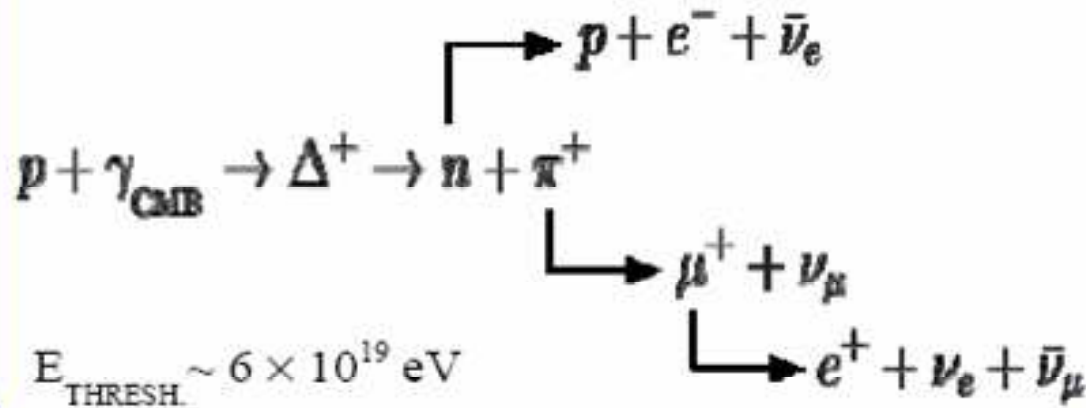 p + e⁻ + ν̄ₑ
p + γ_CMB → Δ⁺ → n + π⁺
μ⁺ + ν_μ
E_THRESH. ~ 6 × 10¹⁹ eV
e⁺ + νₑ + ν̄_μ